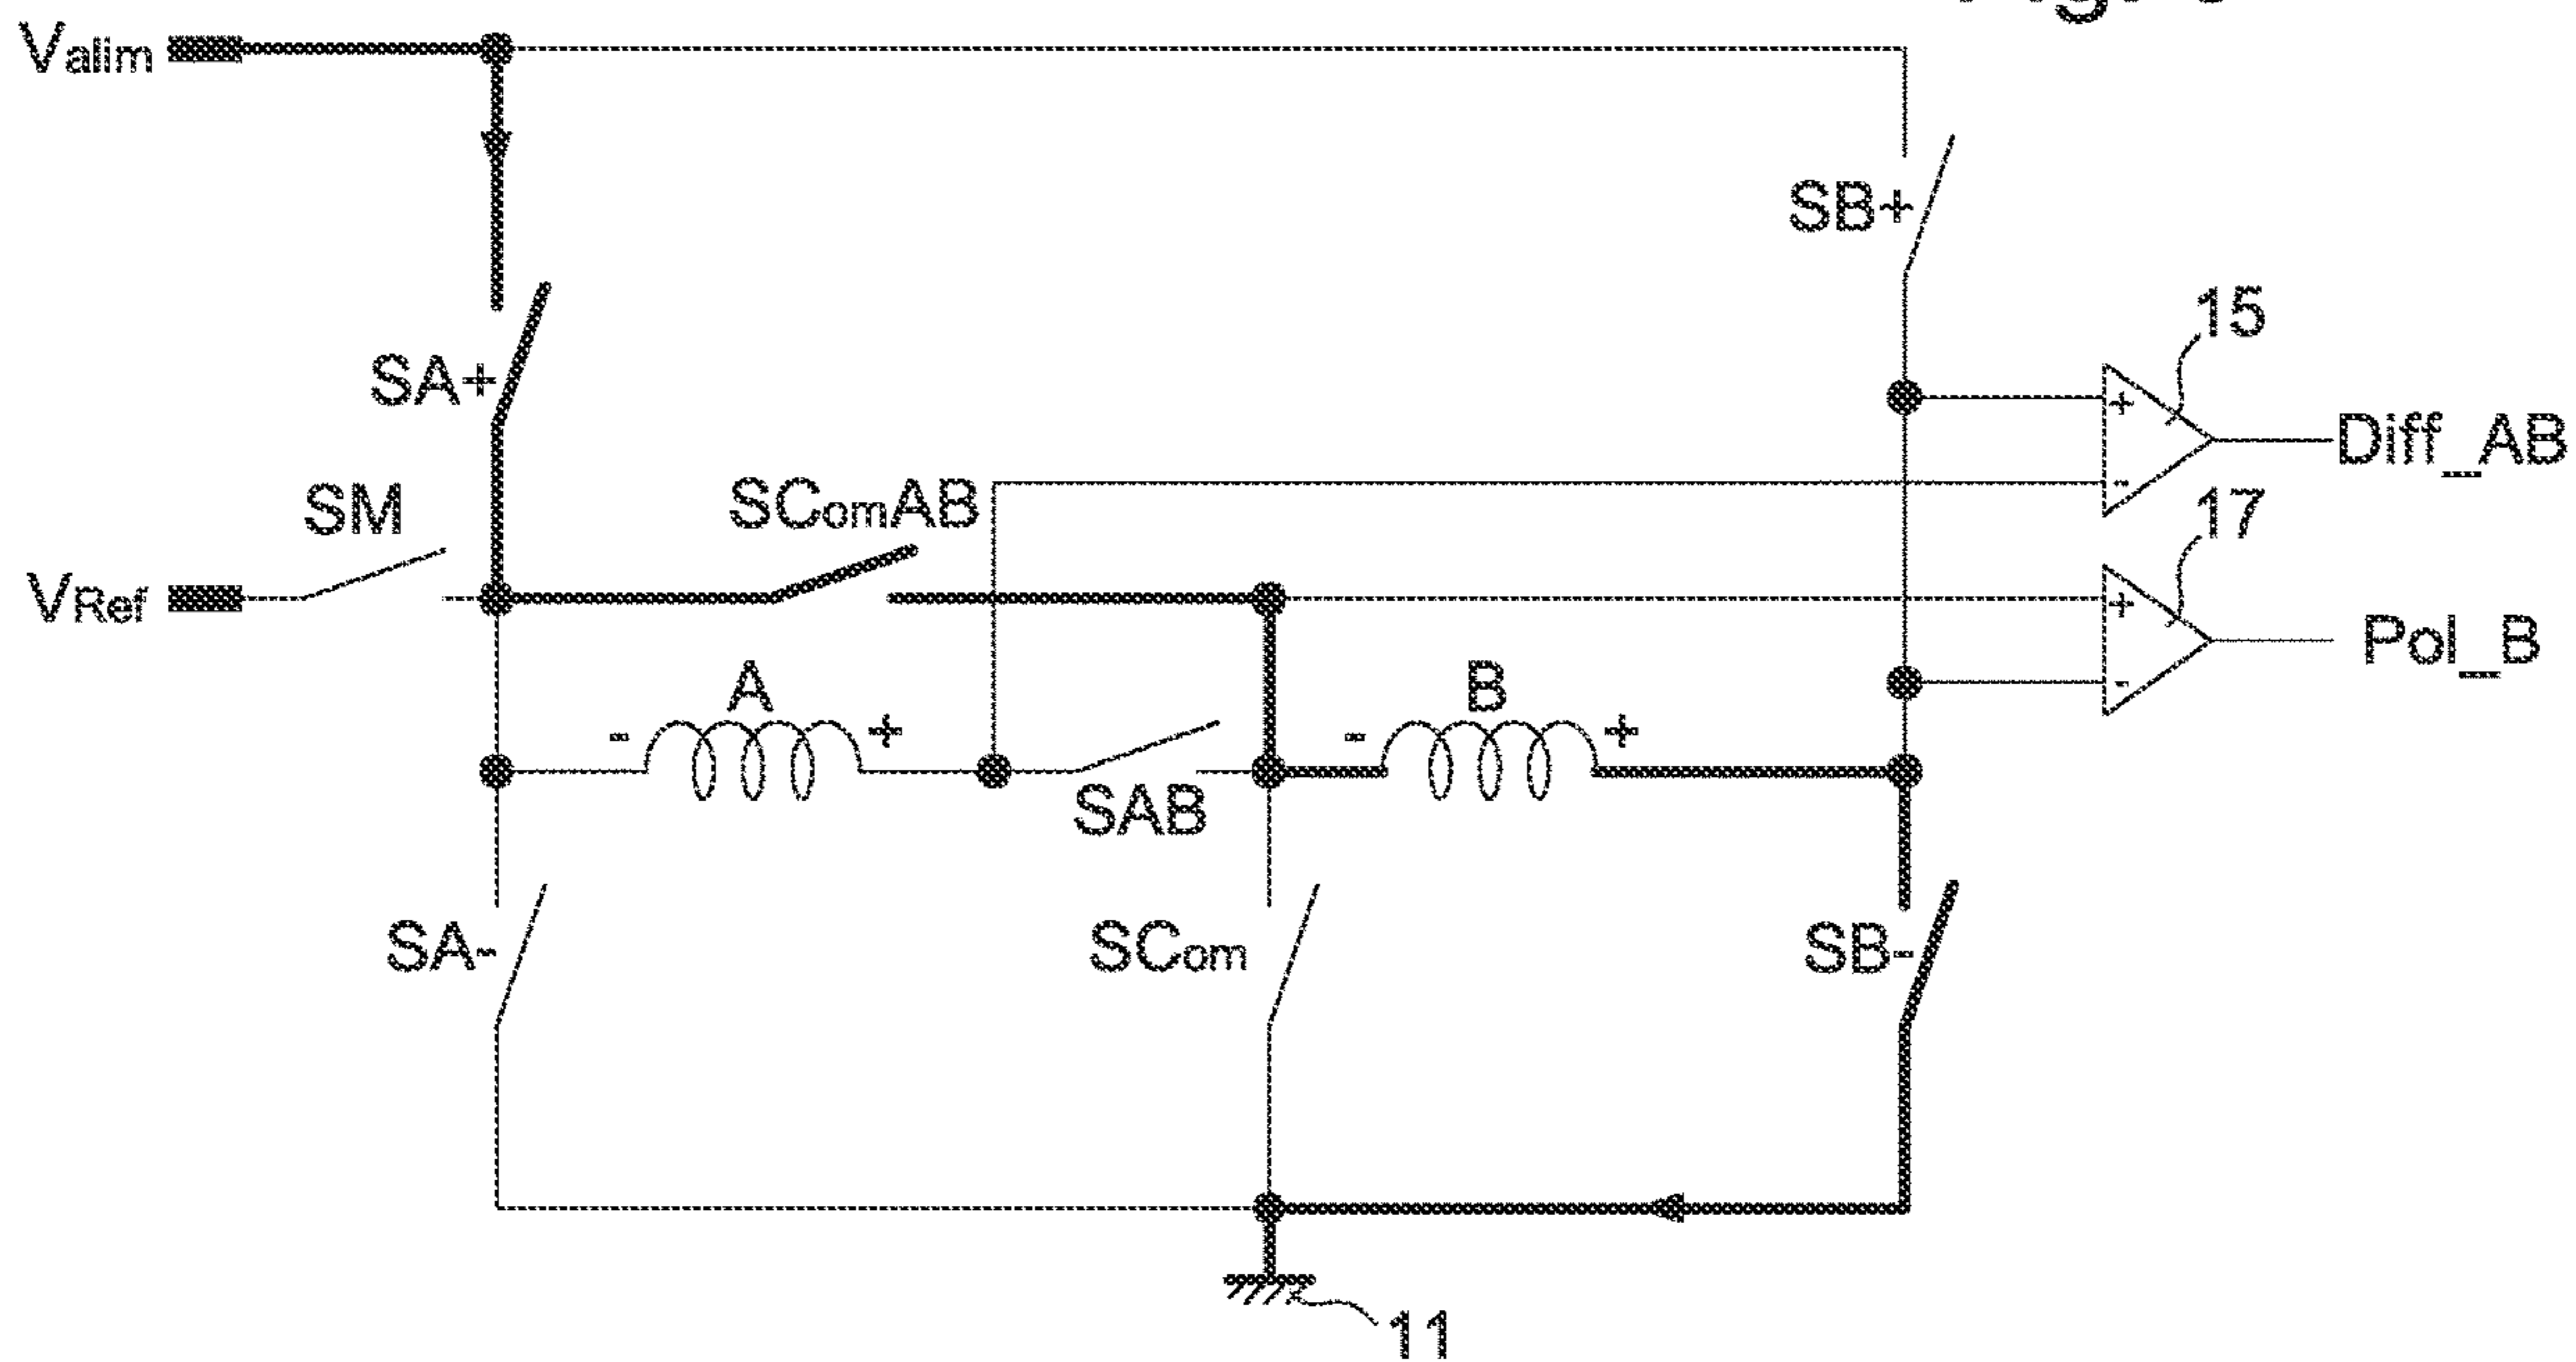 Valim
SB+
15
SA+
+
Diff_AB
-
SM
SComAB
17
VRef
+
Pol_B
-
A
B
- +
- +
SAB
SA-
SCom
SB-
11